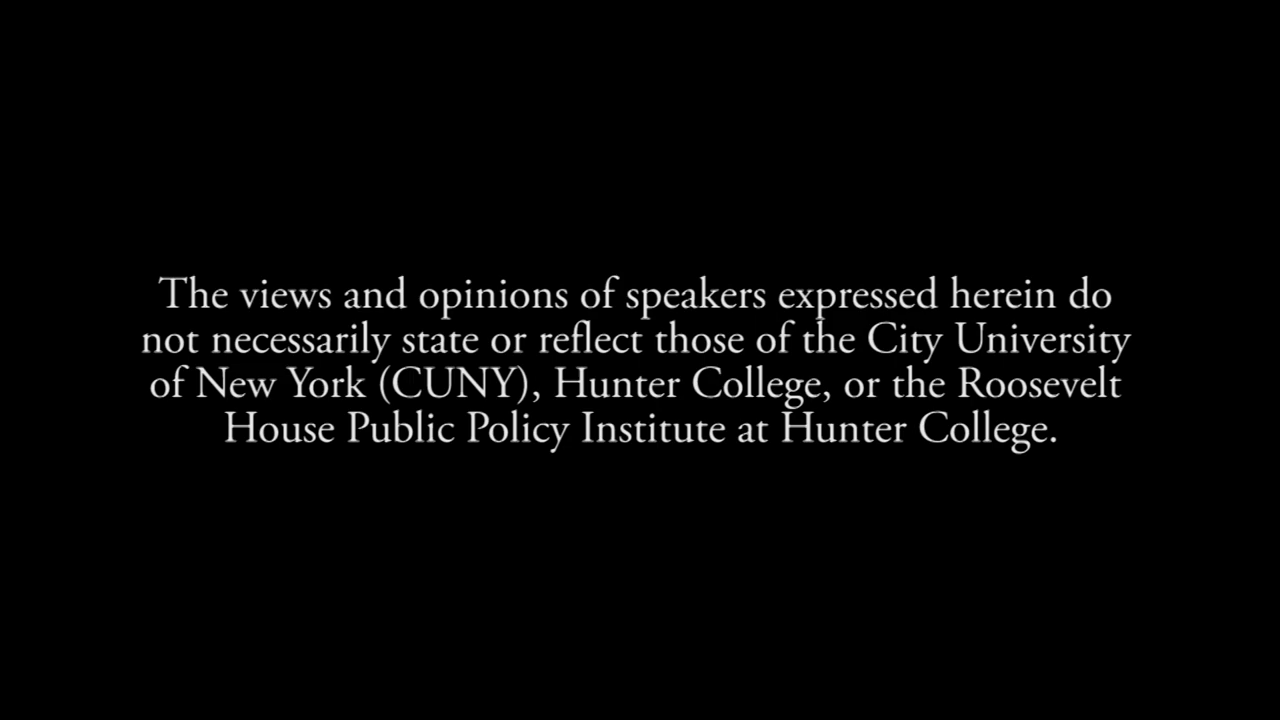 The views and opinions of speakers expressed herein do
not necessarily state or reflect those of the City University
of New York (CUNY), Hunter College, or the Roosevelt
House Public Policy Institute at Hunter College.